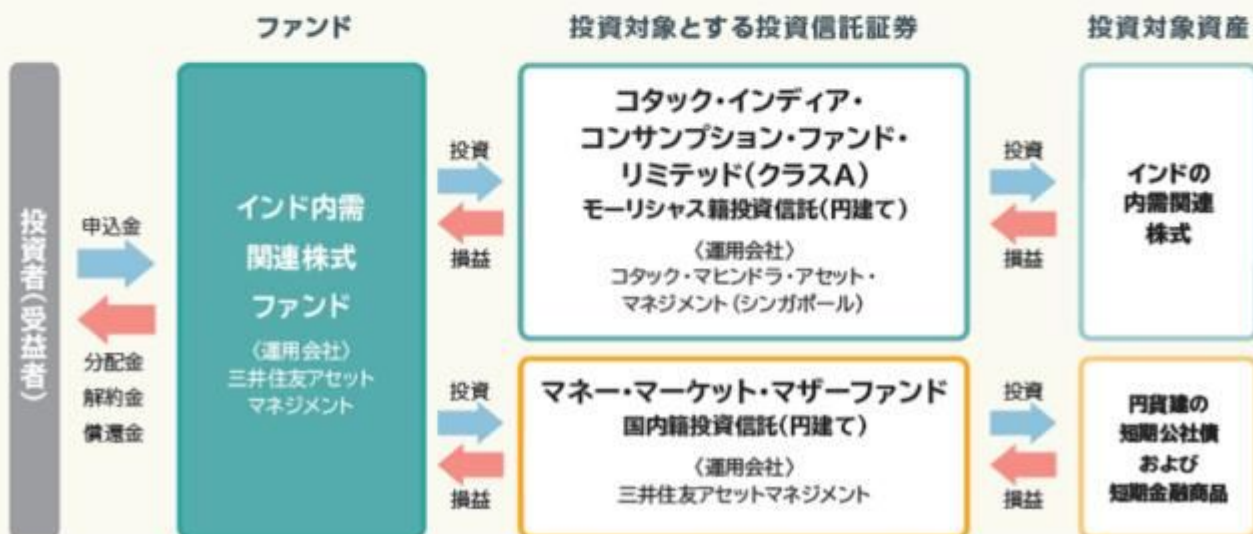 ファンド
投資対象とする投資信託証券
投資対象資産
投資者(受益者)
申込金
分配金
解約金
償還金
インド内需
関連株式
ファンド
〈運用会社〉
三井住友アセット
マネジメント
投資
損益
コタック・インディア・
コンサンプション・ファンド・
リミテッド(クラスA)
モーリシャス籍投資信託(円建て)
〈運用会社〉
コタック・マヒンドラ・アセット・
マネジメント(シンガポール)
投資
損益
インドの
内需関連
株式
投資
損益
マネー・マーケット・マザーファンド
国内籍投資信託(円建て)
〈運用会社〉
三井住友アセットマネジメント
投資
損益
円貨建の
短期公社債
および
短期金融商品